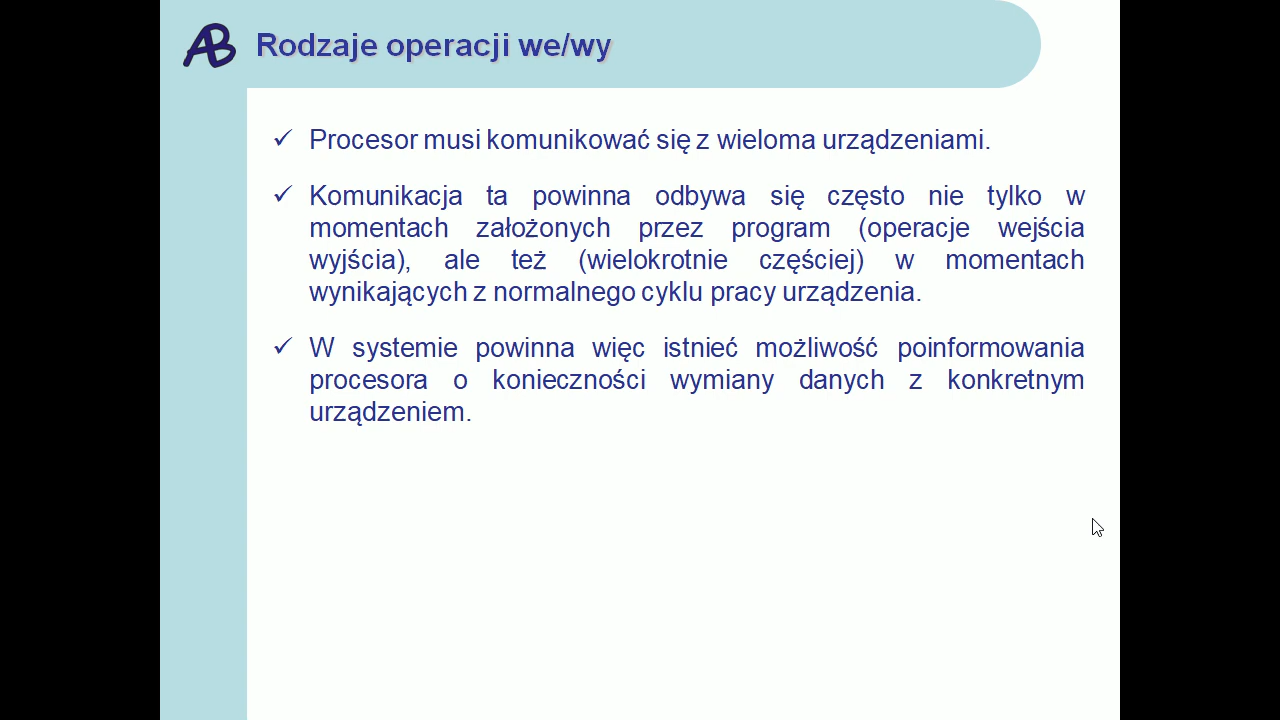 AB
Rodzaje operacji we/wy
Procesor musi komunikować się z wieloma urządzeniami.
Komunikacja ta powinna odbywa się często nie tylko w
momentach założonych przez program (operacje wejścia
wyjścia), ale też (wielokrotnie częściej) w momentach
wynikających z normalnego cyklu pracy urządzenia.
W systemie powinna więc istnieć możliwość poinformowania
procesora o konieczności wymiany danych z konkretnym
urządzeniem.